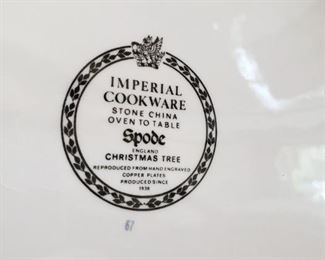 IMPERIAL
COOKWARE
STONE CHINA
OVEN TO TABLE
Spode
ENGLAND
CHRISTMAS TREE
REPRODUCED FROM HAND ENGRAVED
COPPER PLATES
PRODUCED SINCE
1938
67